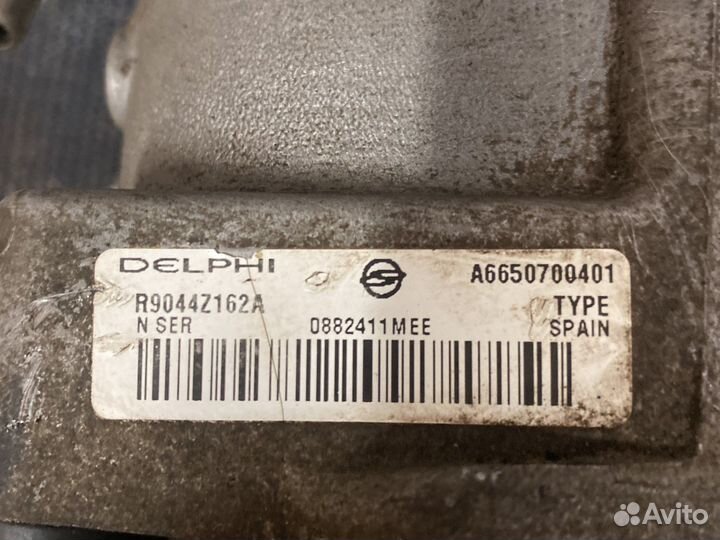 DELPHI A6650700401
R9044Z162A TYPE
N SER 0882411MEE SPAIN
Avito